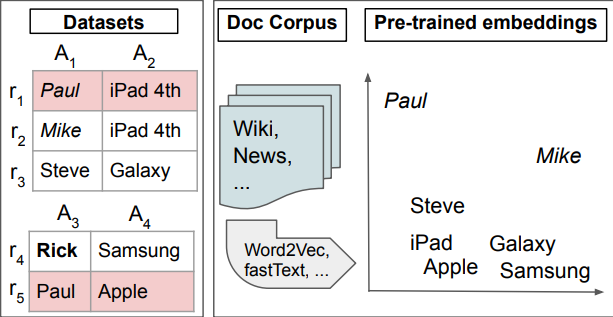 Datasets
A1 A2
r1 Paul iPad 4th
r2 Mike iPad 4th
r3 Steve Galaxy
A3 A4
r4 Rick Samsung
r5 Paul Apple
Doc Corpus
Wiki,
News,
...
Word2Vec,
fastText, ...
Pre-trained embeddings
Paul
Mike
Steve
iPad Galaxy
Apple Samsung